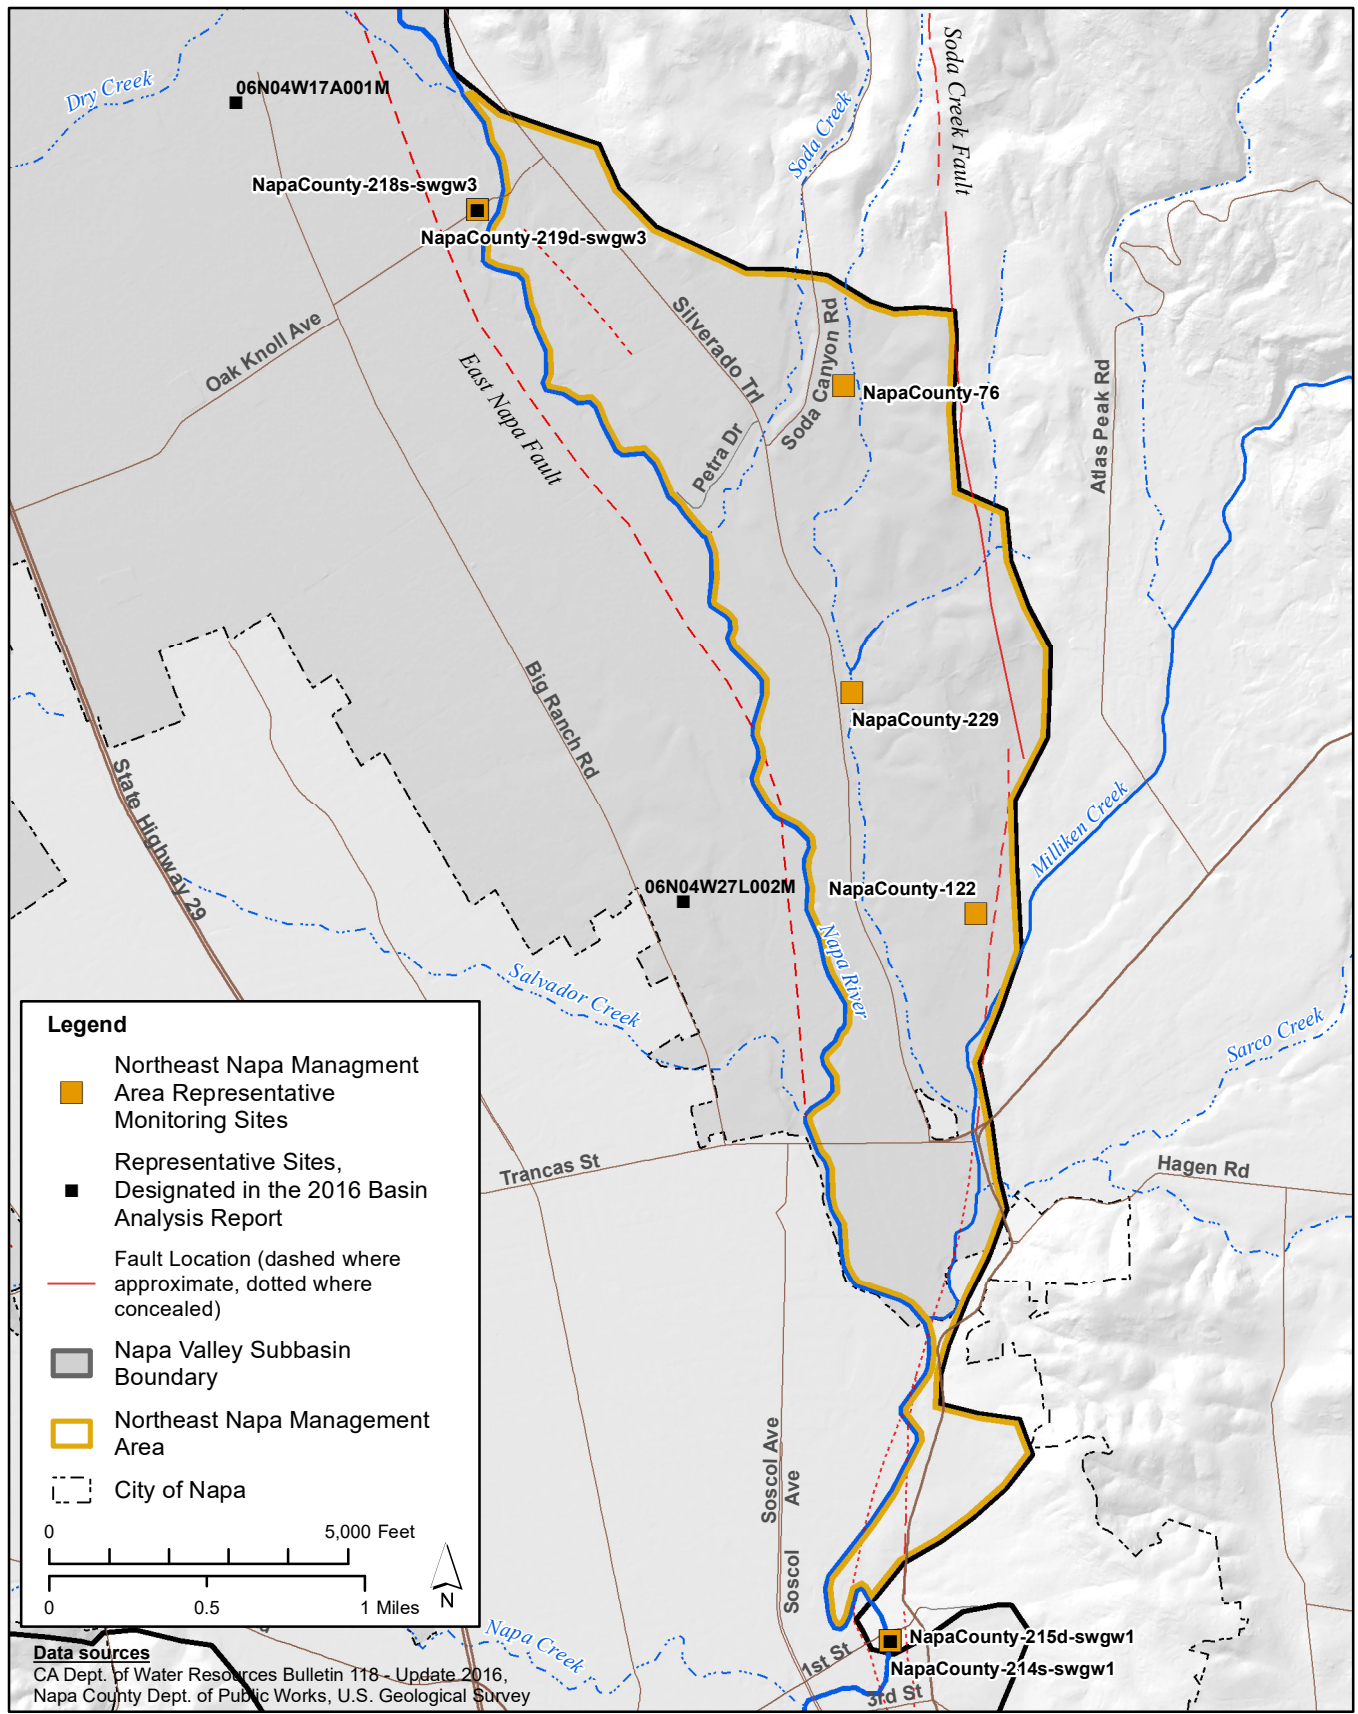 Dry Creek
06N04W17A001M
Soda Creek
Soda Creek Fault
NapaCounty-218s-swgw3
NapaCounty-219d-swgw3
Oak Knoll Ave
Silverado Trl
Soda Canyon Rd
East Napa Fault
NapaCounty-76
Atlas Peak Rd
Petra Dr
Big Ranch Rd
NapaCounty-229
State Highway 29
Milliken Creek
06N04W27L002M
NapaCounty-122
Napa River
Salvador Creek
Sarco Creek
Trancas St
Hagen Rd
Soscol Ave
Soscol Ave
Napa Creek
1st St
3rd St
NapaCounty-215d-swgw1
NapaCounty-214s-swgw1
Legend
Northeast Napa Managment
Area Representative
Monitoring Sites
Representative Sites,
Designated in the 2016 Basin
Analysis Report
Fault Location (dashed where
approximate, dotted where
concealed)
Napa Valley Subbasin
Boundary
Northeast Napa Management
Area
City of Napa
0 5,000 Feet
0 0.5 1 Miles
N
Data sources
CA Dept. of Water Resources Bulletin 118 - Update 2016,
Napa County Dept. of Public Works, U.S. Geological Survey